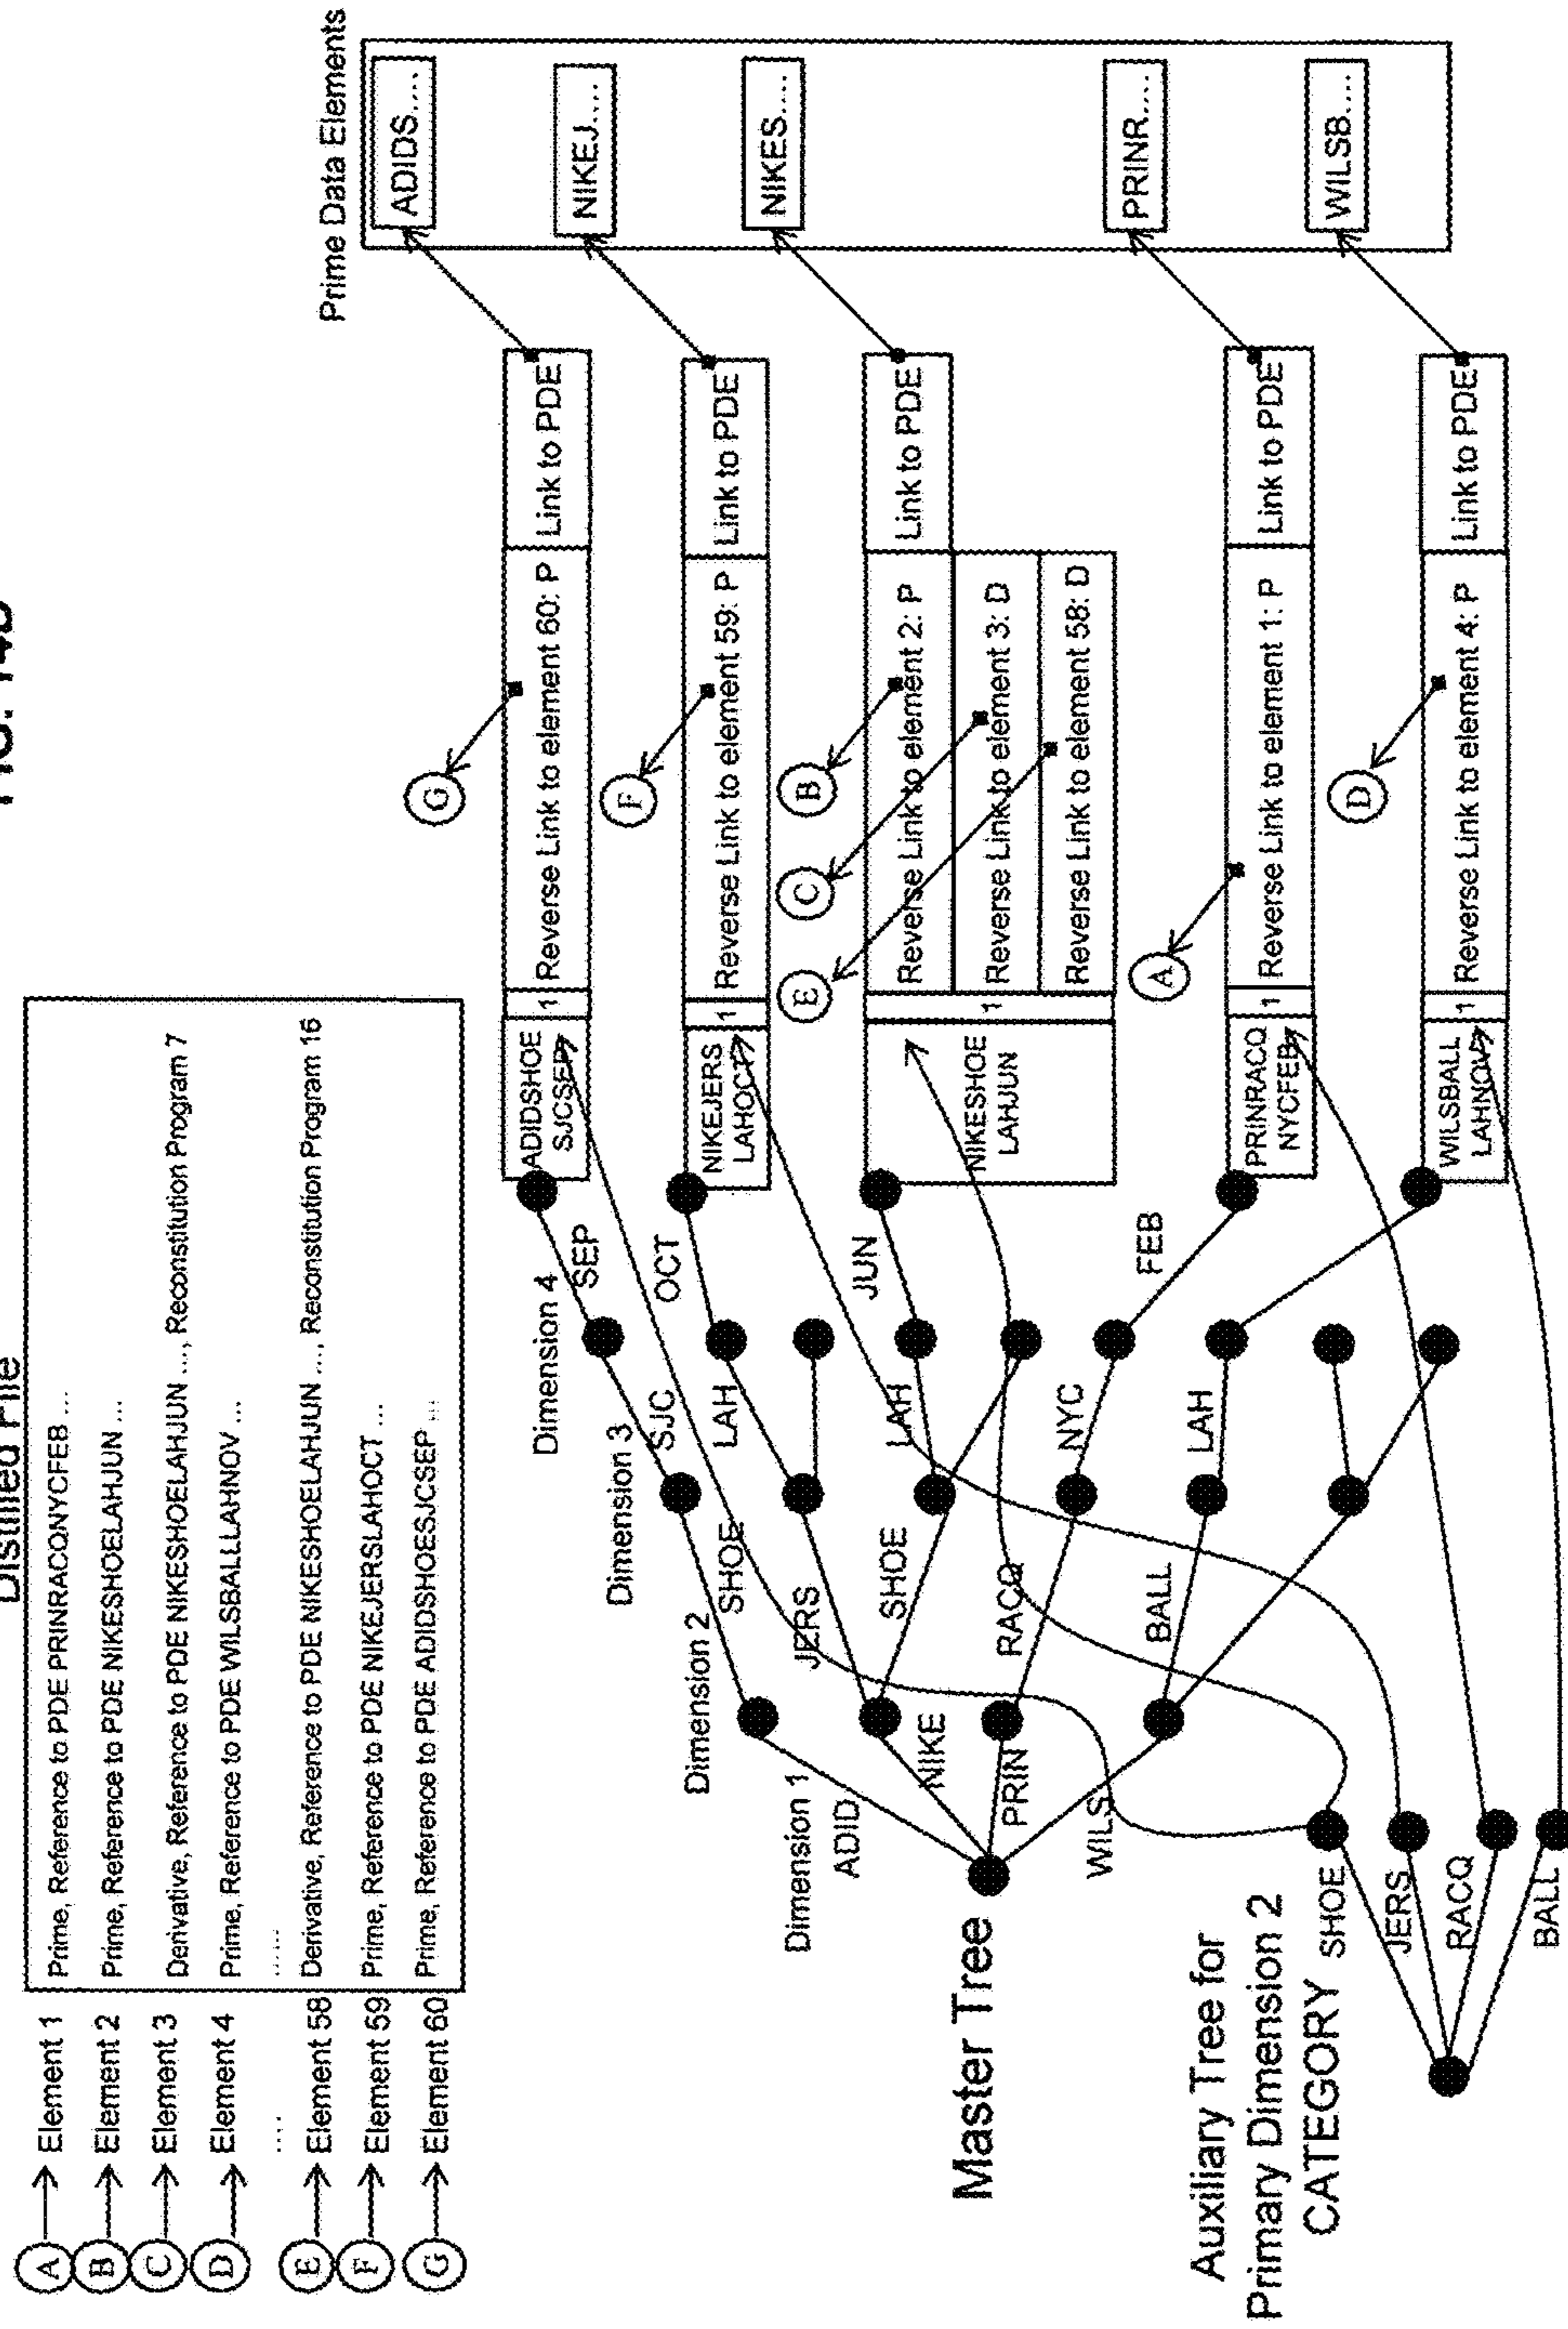 Distilled File
A Element 1 Prime, Reference to PDE PRINRACQNYCFEB ...
B Element 2 Prime, Reference to PDE NIKESHOELAHJUN ...
C Element 3 Derivative, Reference to PDE NIKESHOELAHJUN ..., Reconstitution Program 7
D Element 4 Prime, Reference to PDE WILSBALLLAHNOV ...
.... ......
E Element 58 Derivative, Reference to PDE NIKESHOELAHJUN ..., Reconstitution Program 16
F Element 59 Prime, Reference to PDE NIKEJERSLAHOCT ...
G Element 60 Prime, Reference to PDE ADIDSHOESJCSEP ...
Prime Data Elements
ADIDS....
NIKEJ....
NIKES.....
PRINR....
WILSB....
G
ADIDSHOE
SJCSEP
1 Reverse Link to element 60: P Link to PDE
F
NIKEJERS
LAHOCT
1 Reverse Link to element 59: P Link to PDE
B
C
E
NIKESHOE
LAHJUN
1
Reverse Link to element 2: P Link to PDE
Reverse Link to element 3: D
Reverse Link to element 58: D
A
PRINRACQ
NYCFEB
1 Reverse Link to element 1: P Link to PDE
D
WILSBALL
LAHNOV
1 Reverse Link to element 4: P Link to PDE
Dimension 4
Dimension 3
Dimension 2
Dimension 1
SEP
OCT
JUN
FEB
SJC
LAH
LAH
NYC
LAH
SHOE
JERS
SHOE
RACQ
BALL
ADID
NIKE
PRIN
WILS
Master Tree
Auxiliary Tree for
Primary Dimension 2
CATEGORY
SHOE
JERS
RACQ
BALL